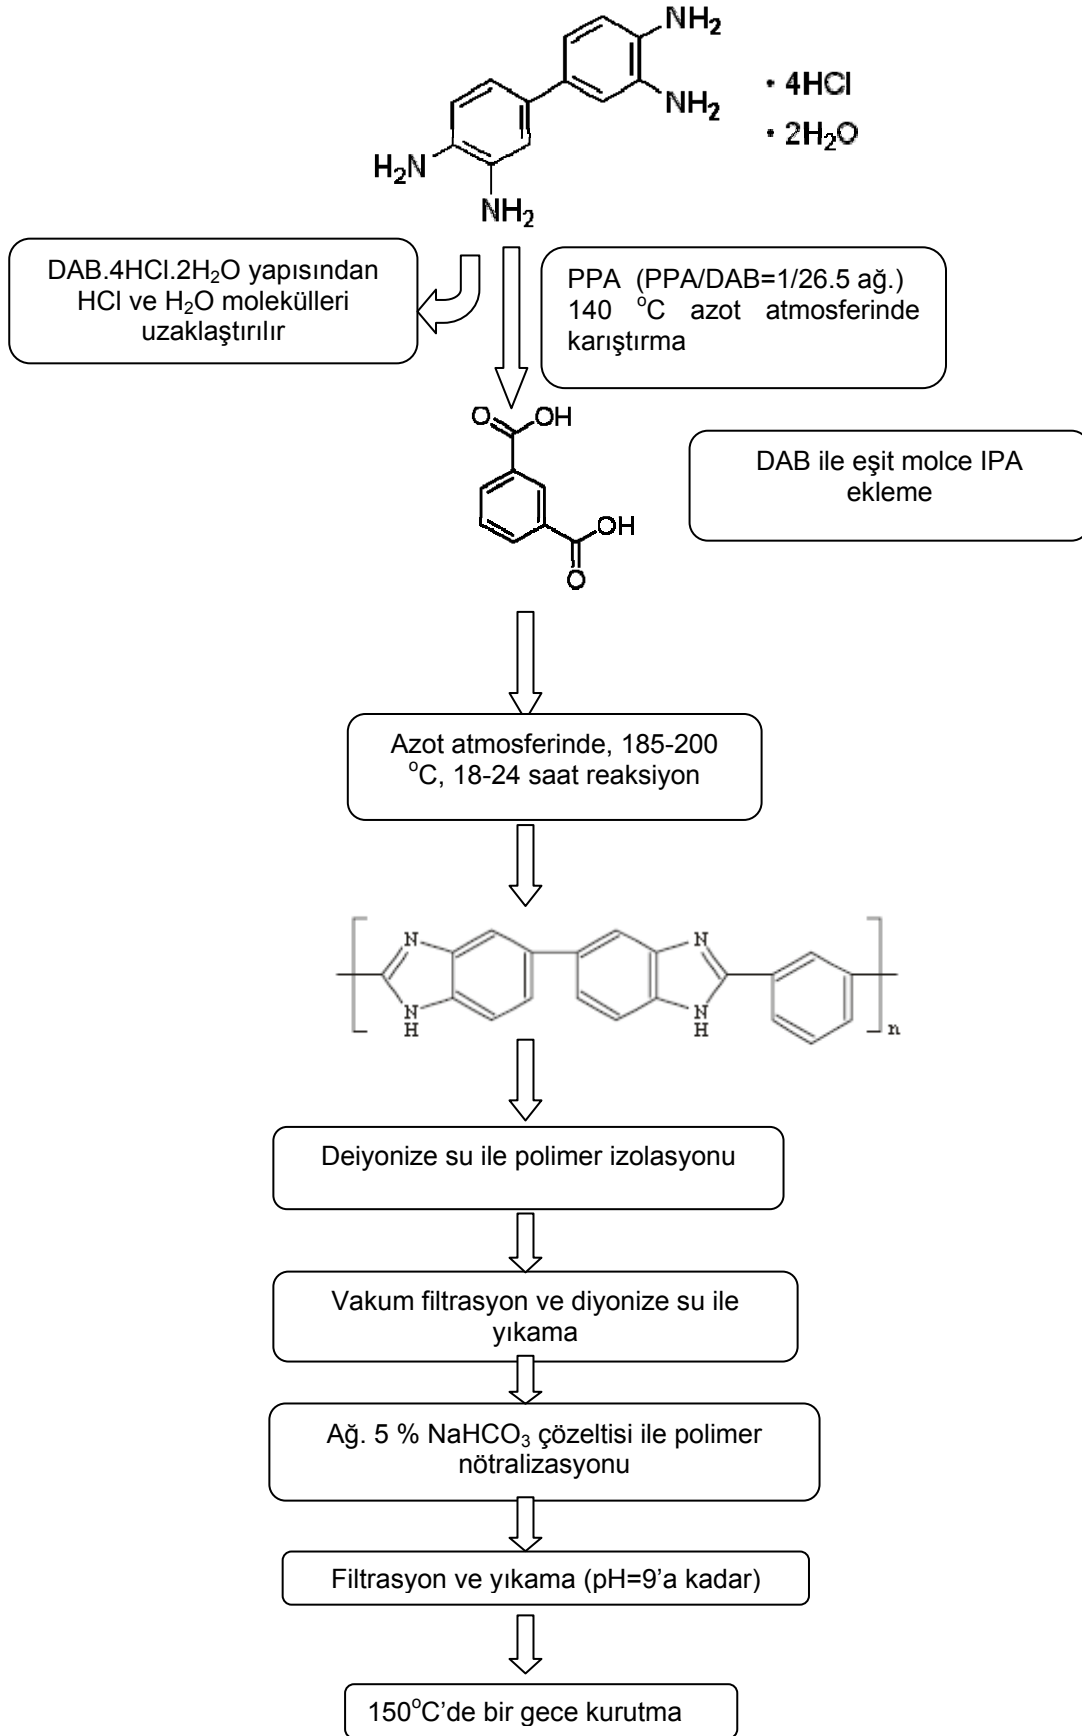 NH₂
NH₂
• 4HCl
• 2H₂O
H₂N
NH₂
DAB.4HCl.2H₂O yapısından
HCl ve H₂O molekülleri
uzaklaştırılır
PPA (PPA/DAB=1/26.5 ağ.)
140 °C azot atmosferinde
karıştırma
O
OH
OH
O
DAB ile eşit molce IPA
ekleme
Azot atmosferinde, 185-200
°C, 18-24 saat reaksiyon
N
N
H
N
N
H
n
Deiyonize su ile polimer izolasyonu
Vakum filtrasyon ve diyonize su ile
yıkama
Ağ. 5 % NaHCO₃ çözeltisi ile polimer
nötralizasyonu
Filtrasyon ve yıkama (pH=9’a kadar)
150°C’de bir gece kurutma